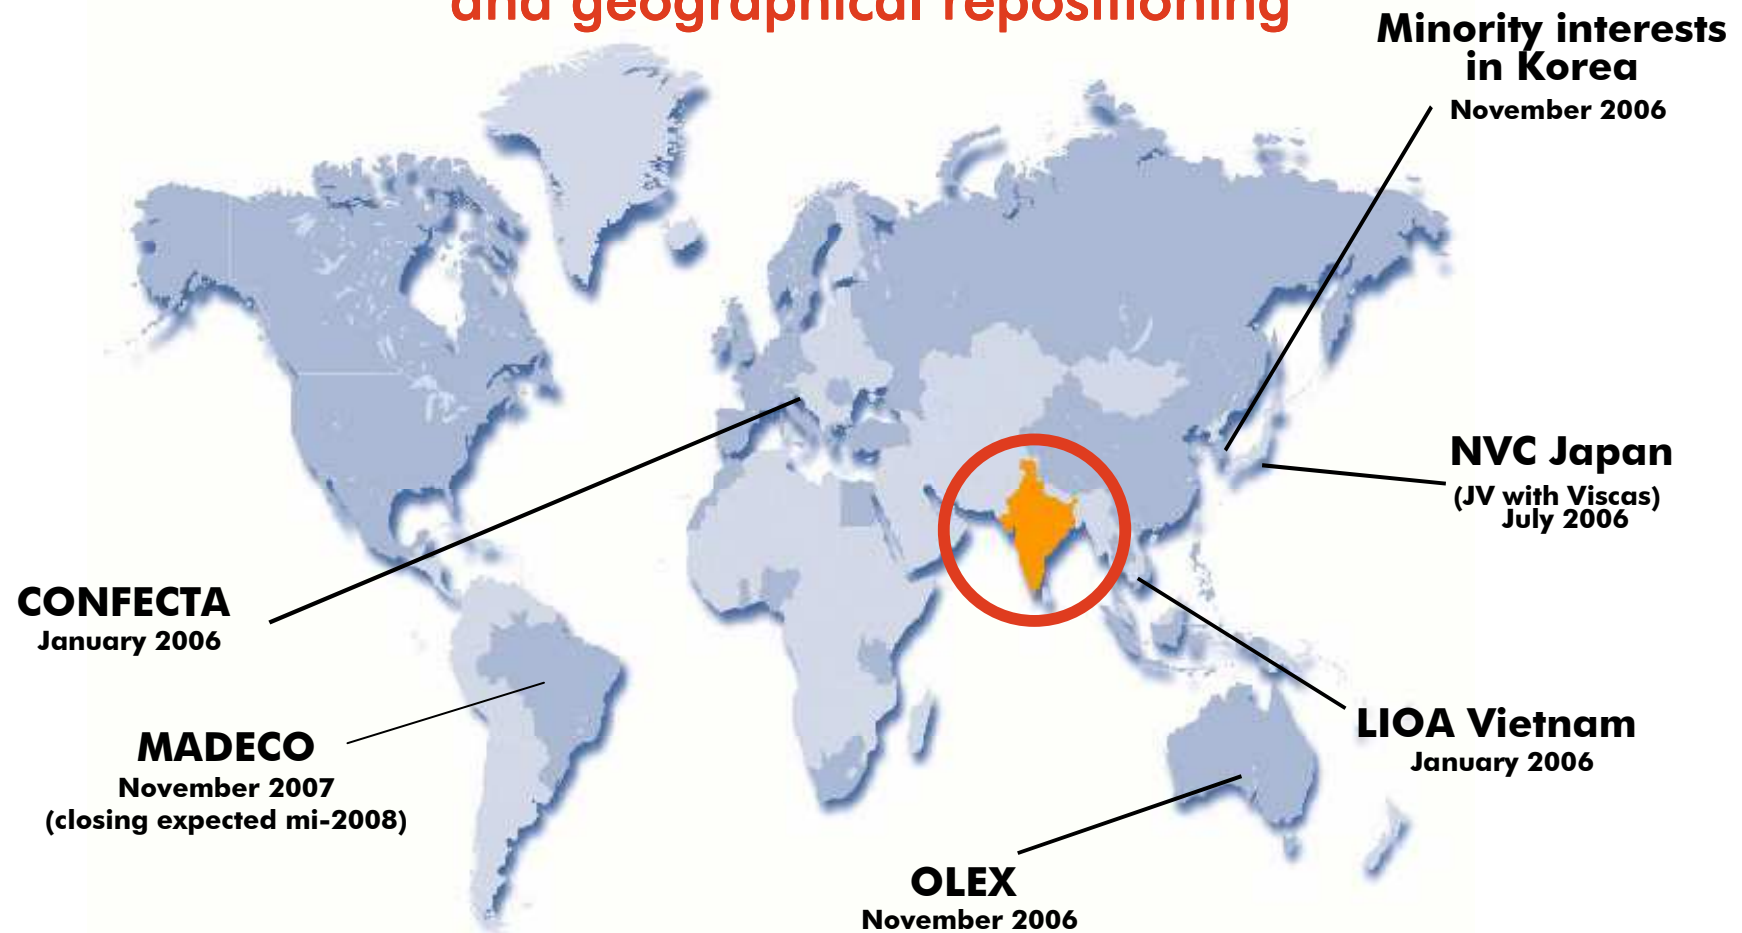 and geographical repositioning
Minority interests
in Korea
November 2006
NVC Japan
(JV with Viscas)
July 2006
CONFECTA
January 2006
LIOA Vietnam
January 2006
MADECO
November 2007
(closing expected mi-2008)
OLEX
November 2006